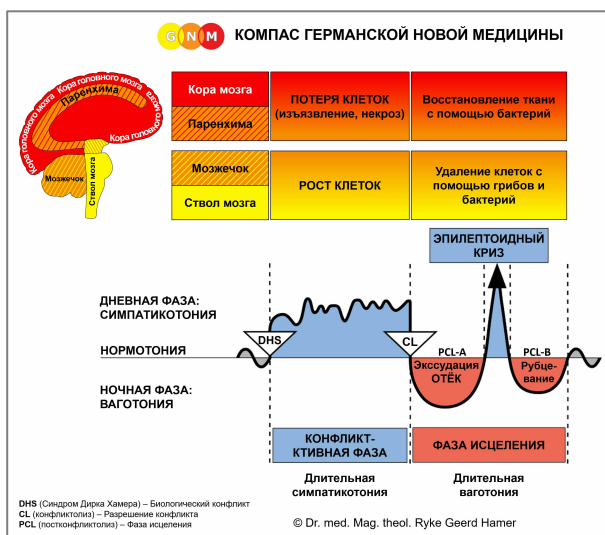 G N M КОМПАС ГЕРМАНСКОЙ НОВОЙ МЕДИЦИНЫ
Кора головного мозга
Кора головного мозга
Кора головного мозга
Кора головного
Паренхима
Мозжечок
Ствол мозга
Кора мозга
Паренхима
ПОТЕРЯ КЛЕТОК
(изъязвление, некроз)
Восстановление ткани
с помощью бактерий
Мозжечок
Ствол мозга
РОСТ КЛЕТОК
Удаление клеток с
помощью грибов и
бактерий
ЭПИЛЕПТОИДНЫЙ
КРИЗ
ДНЕВНАЯ ФАЗА:
СИМПАТИКОТОНИЯ
DHS
CL
НОРМОТОНИЯ
PCL-A
Экссудация
ОТЁК
PCL-B
Рубце-
вание
НОЧНАЯ ФАЗА:
ВАГОТОНИЯ
КОНФЛИКТ-
КТИВНАЯ ФАЗА
ФАЗА ИСЦЕЛЕНИЯ
Длительная
симпатикотония
Длительная
ваготония
DHS (Синдром Дирка Хамера) – Биологический конфликт
CL (конфликтолиз) – Разрешение конфликта
PCL (постконфликтолиз) – Фаза исцеления
© Dr. med. Mag. theol. Ryke Geerd Hamer